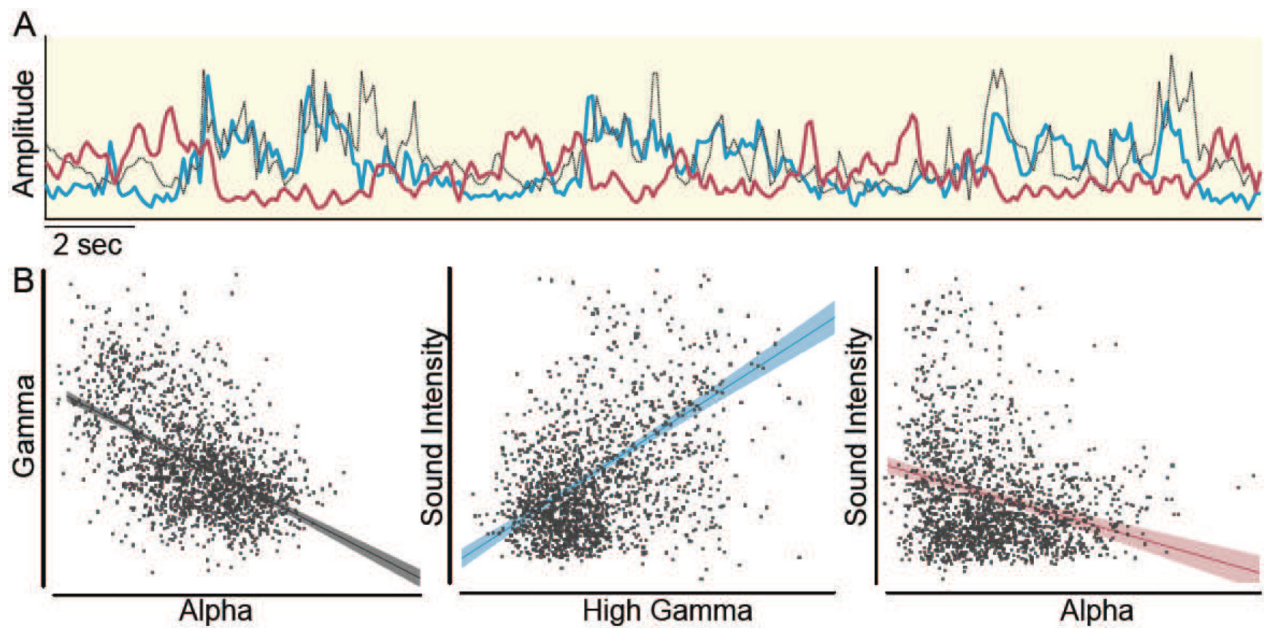 A
Amplitude
2 sec
B
Gamma
Alpha
Sound Intensity
High Gamma
Sound Intensity
Alpha